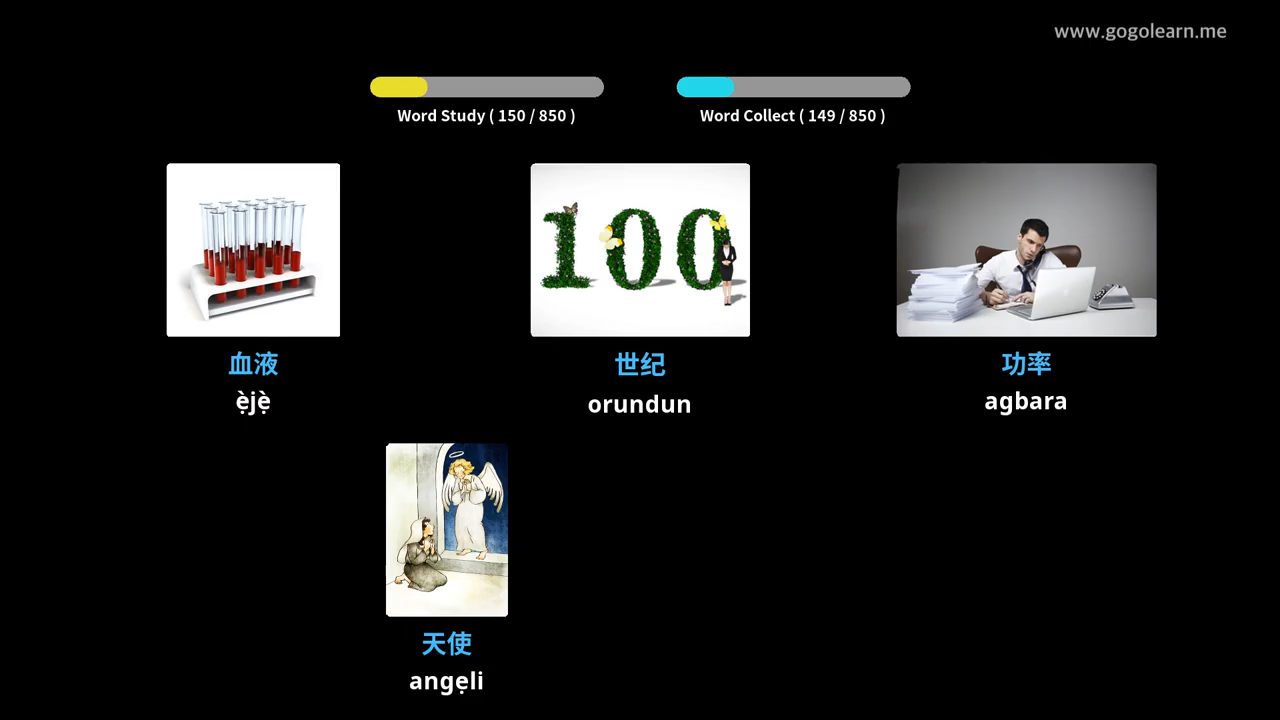 www.gogolearn.me
Word Study ( 150 / 850 )
Word Collect ( 149 / 850 )
100
血液
世纪
功率
ẹ̀jẹ̀
orundun
agbara
天使
angẹli